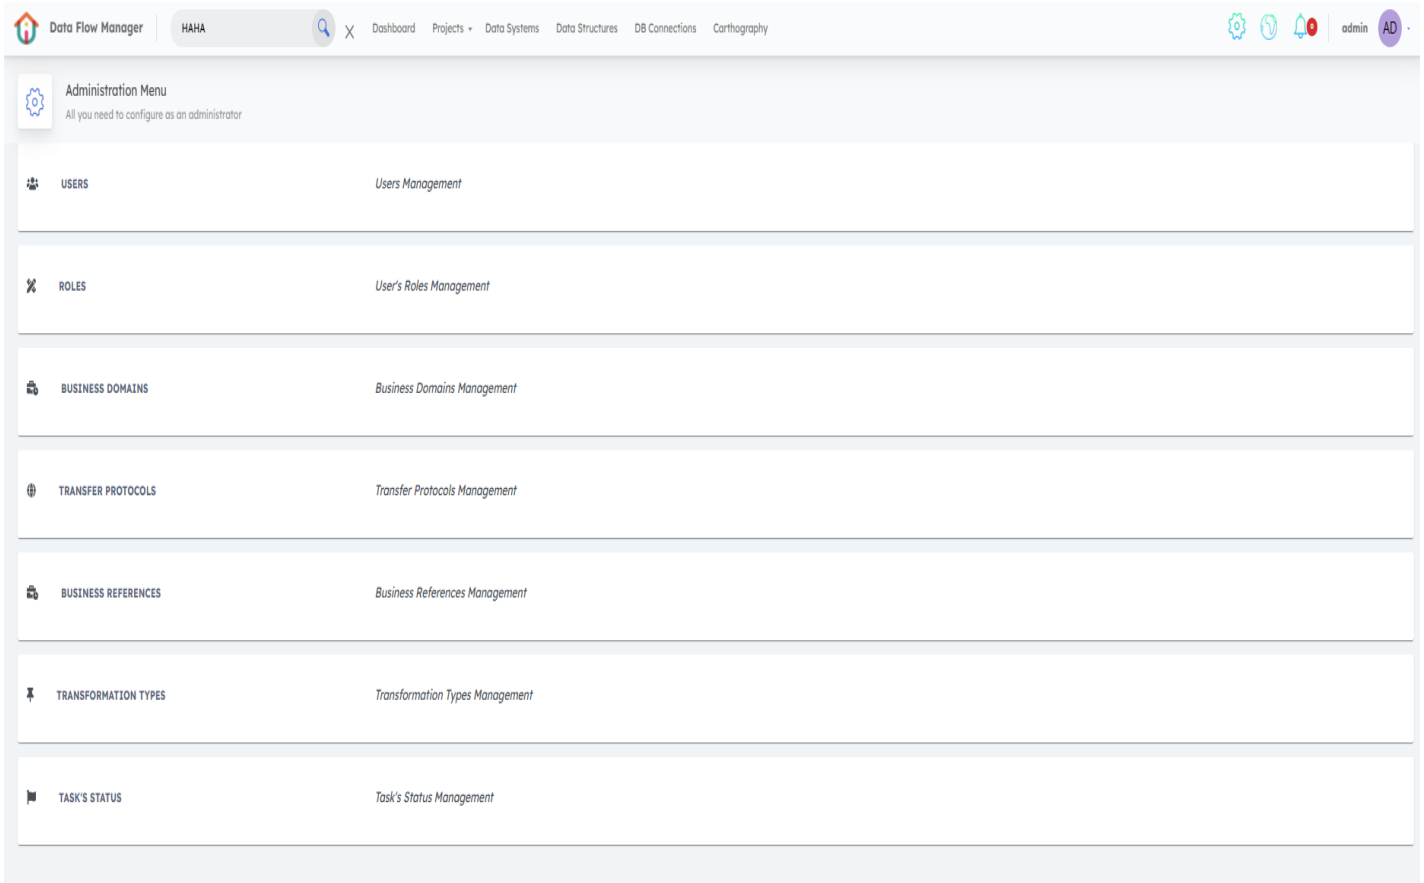 Data Flow Manager
HAHA
X
Dashboard
Projects
Data Systems
Data Structures
DB Connections
Carthography
admin
AD
Administration Menu
All you need to configure as an administrator
USERS
Users Management
ROLES
User's Roles Management
BUSINESS DOMAINS
Business Domains Management
TRANSFER PROTOCOLS
Transfer Protocols Management
BUSINESS REFERENCES
Business References Management
TRANSFORMATION TYPES
Transformation Types Management
TASK'S STATUS
Task's Status Management